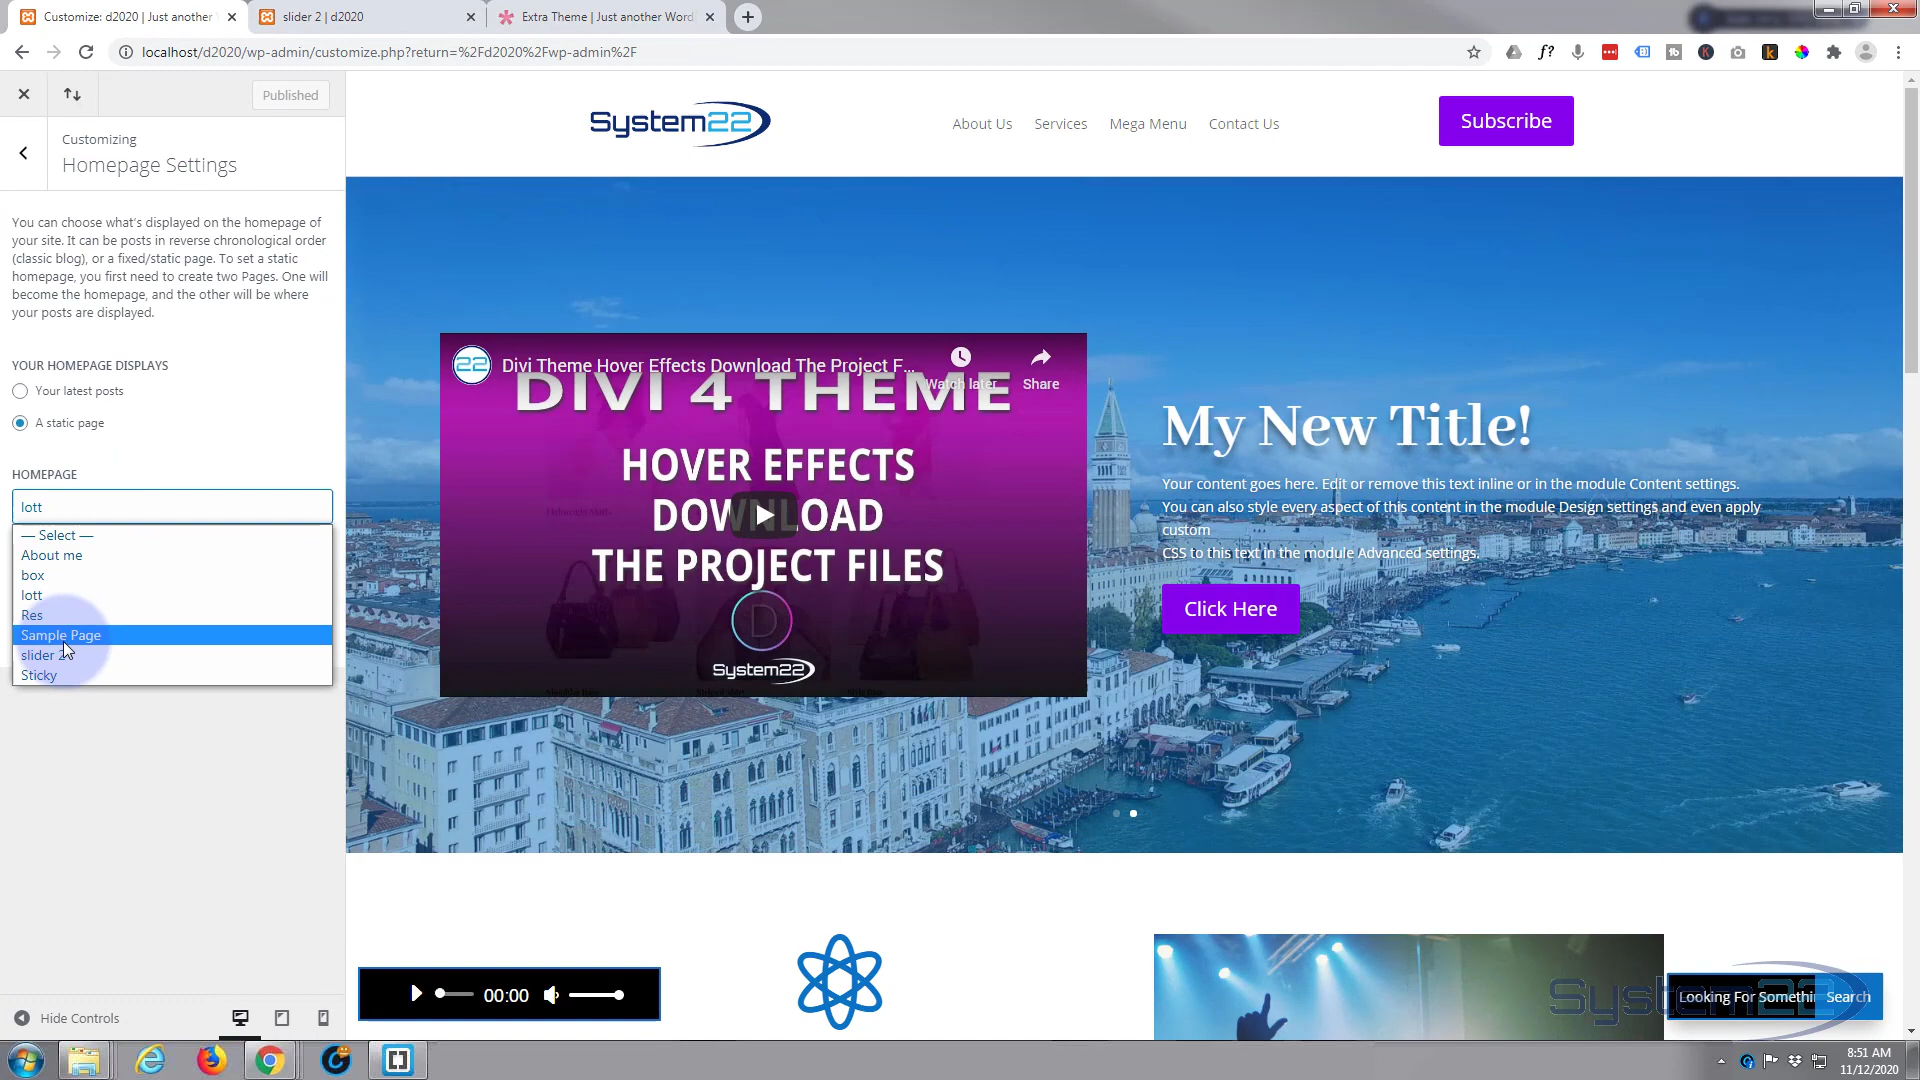 Customize: d2020 | Just another
slider 2 | d2020
Extra Theme | Just another Word
localhost/d2020/wp-admin/customize.php?return=%2Fd2020%2Fwp-admin%2F
Published
Customizing
Homepage Settings
You can choose what's displayed on the homepage of
your site. It can be posts in reverse chronological order
(classic blog), or a fixed/static page. To set a static
homepage, you first need to create two Pages. One will
become the homepage, and the other will be where
your posts are displayed.
YOUR HOMEPAGE DISPLAYS
Your latest posts
A static page
HOMEPAGE
lott
— Select —
About me
box
lott
Res
Sample Page
slider 2
Sticky
Hide Controls
System22
About Us
Services
Mega Menu
Contact Us
Subscribe
22
Divi Theme Hover Effects Download The Project F...
Watch later
Share
DIVI 4 THEME
HOVER EFFECTS
DOWNLOAD
THE PROJECT FILES
D
System22
My New Title!
Your content goes here. Edit or remove this text inline or in the module Content settings.
You can also style every aspect of this content in the module Design settings and even apply
custom
CSS to this text in the module Advanced settings.
Click Here
00:00
Looking For Somethin
Search
System22
8:51 AM
11/12/2020